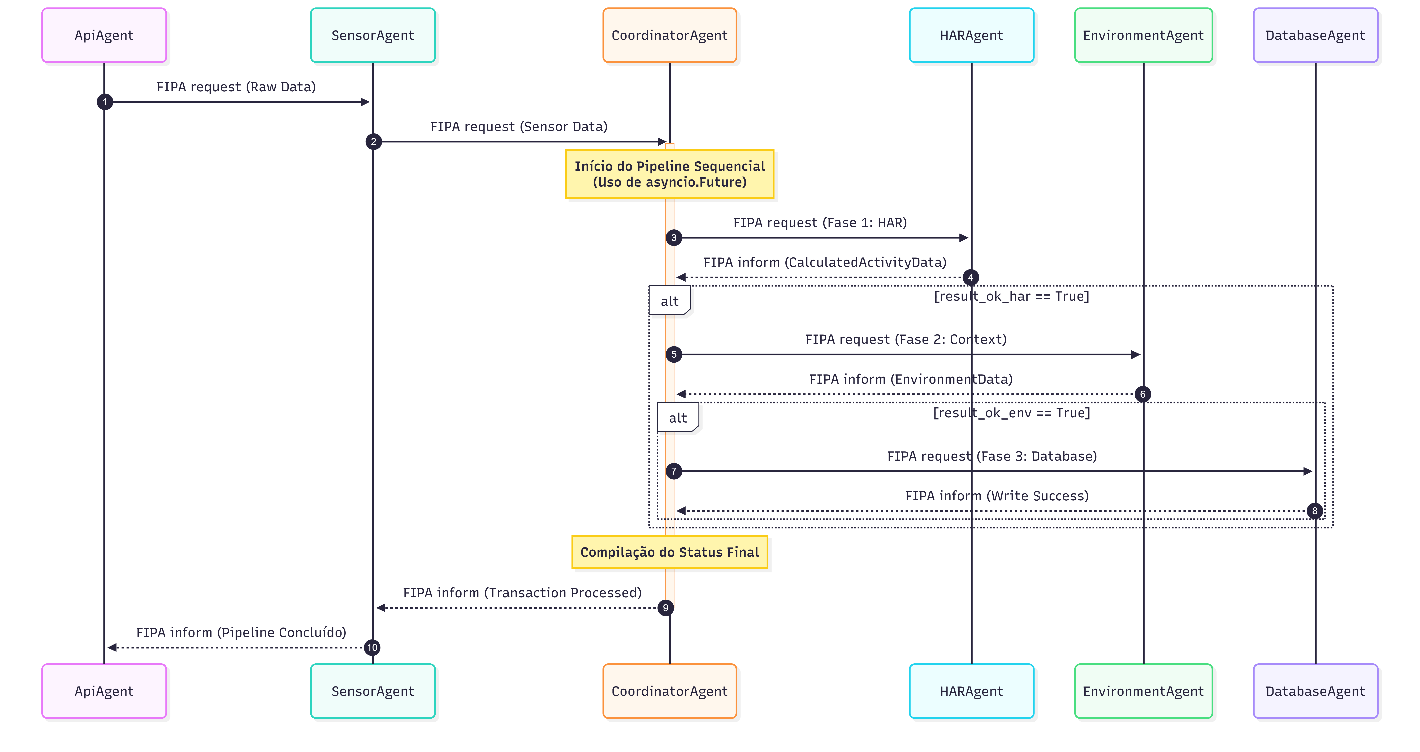 ApiAgent
SensorAgent
CoordinatorAgent
HARAgent
EnvironmentAgent
DatabaseAgent
FIPA request (Raw Data)
1
FIPA request (Sensor Data)
2
Início do Pipeline Sequencial
(Uso de asyncio.Future)
FIPA request (Fase 1: HAR)
3
FIPA inform (CalculatedActivityData)
4
alt
[result_ok_har == True]
FIPA request (Fase 2: Context)
5
FIPA inform (EnvironmentData)
6
alt
[result_ok_env == True]
FIPA request (Fase 3: Database)
7
FIPA inform (Write Success)
8
Compilação do Status Final
FIPA inform (Transaction Processed)
9
FIPA inform (Pipeline Concluído)
10
ApiAgent
SensorAgent
CoordinatorAgent
HARAgent
EnvironmentAgent
DatabaseAgent